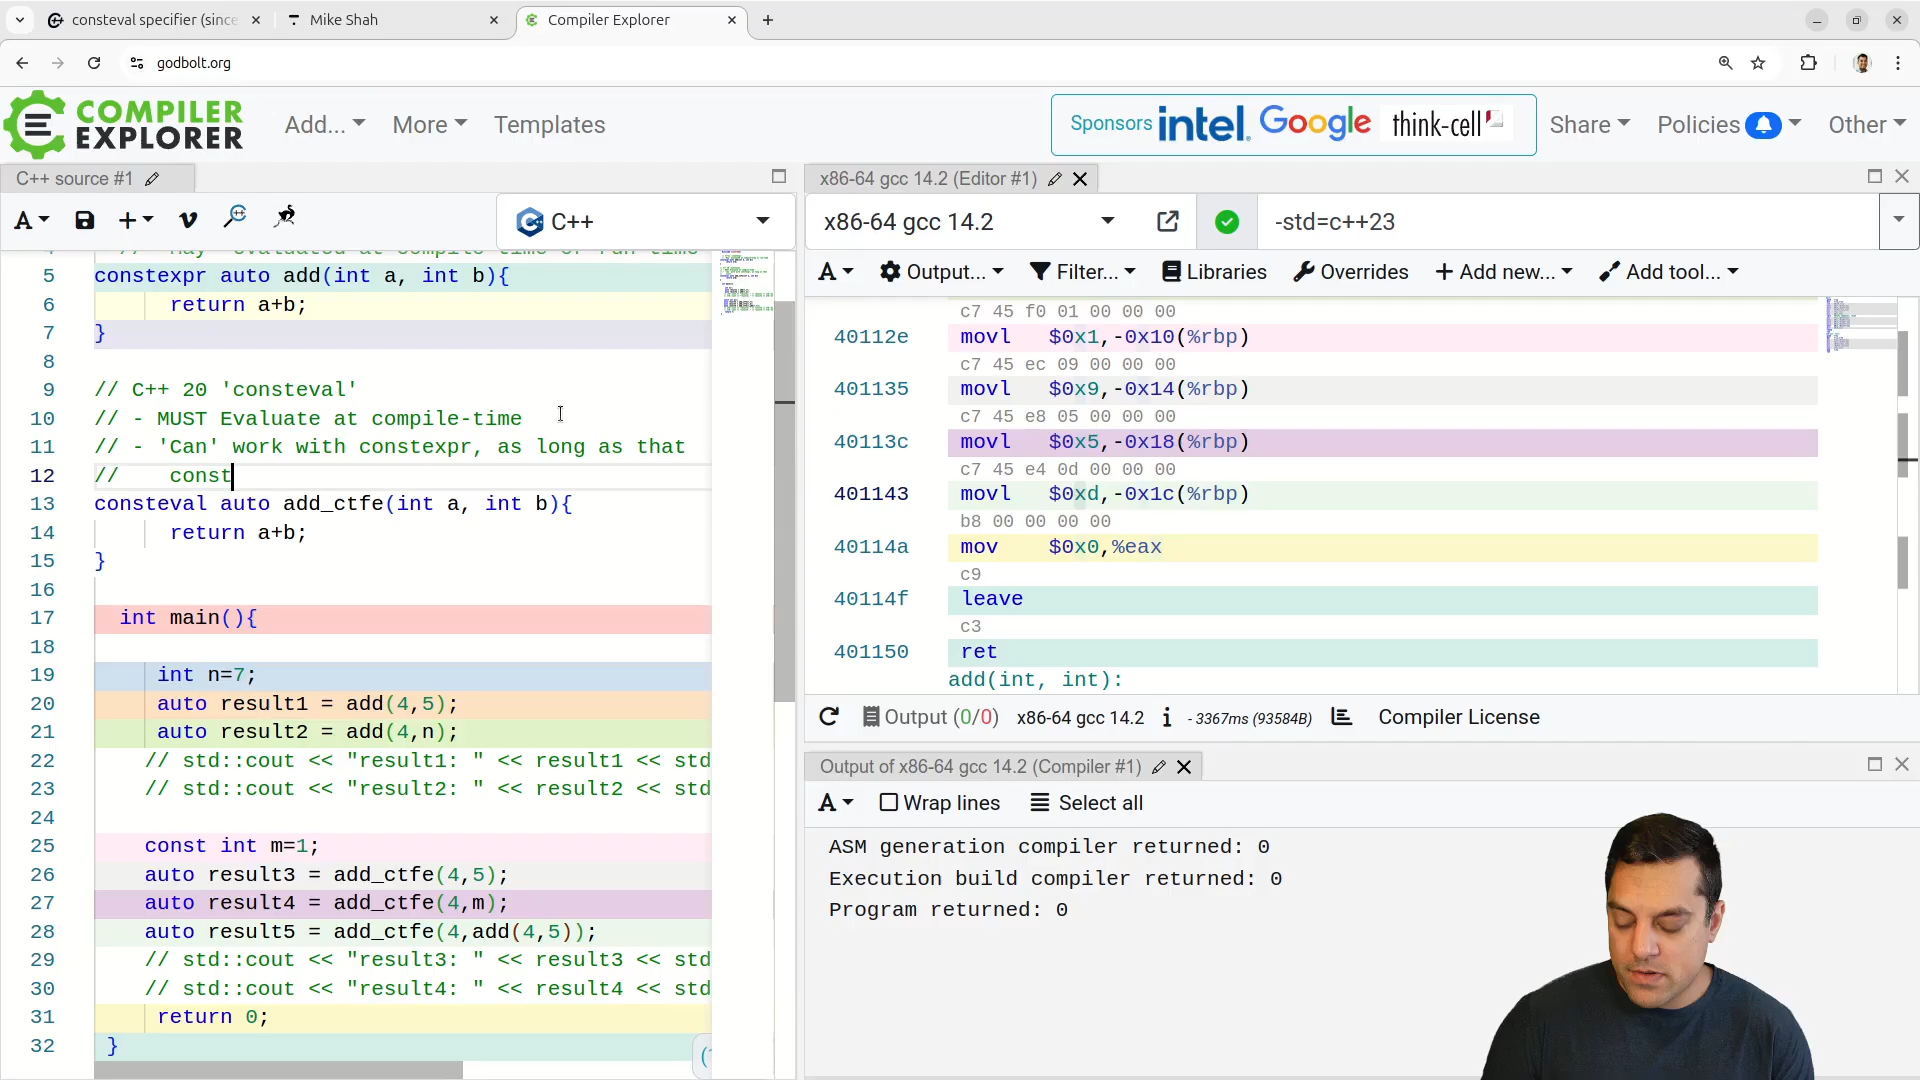 consteval specifier (since
Mike Shah
Compiler Explorer
godbolt.org
COMPILER
EXPLORER
Add...
More
Templates
Sponsors
intel.
Google
think-cell
Share
Policies
Other
C++ source #1
A
C++
5 constexpr auto add(int a, int b){
6 return a+b;
7 }
8
9 // C++ 20 'consteval'
10 // - MUST Evaluate at compile-time
11 // - 'Can' work with constexpr, as long as that
12 // const
13 consteval auto add_ctfe(int a, int b){
14 return a+b;
15 }
16
17 int main(){
18
19 int n=7;
20 auto result1 = add(4,5);
21 auto result2 = add(4,n);
22 // std::cout << "result1: " << result1 << std
23 // std::cout << "result2: " << result2 << std
24
25 const int m=1;
26 auto result3 = add_ctfe(4,5);
27 auto result4 = add_ctfe(4,m);
28 auto result5 = add_ctfe(4,add(4,5));
29 // std::cout << "result3: " << result3 << std
30 // std::cout << "result4: " << result4 << std
31 return 0;
32 }
x86-64 gcc 14.2 (Editor #1)
x86-64 gcc 14.2
-std=c++23
A
Output...
Filter...
Libraries
Overrides
Add new...
Add tool...
c7 45 f0 01 00 00 00
40112e movl $0x1,-0x10(%rbp)
c7 45 ec 09 00 00 00
401135 movl $0x9,-0x14(%rbp)
c7 45 e8 05 00 00 00
40113c movl $0x5,-0x18(%rbp)
c7 45 e4 0d 00 00 00
401143 movl $0xd,-0x1c(%rbp)
b8 00 00 00 00
40114a mov $0x0,%eax
c9
40114f leave
c3
401150 ret
add(int, int):
Output (0/0) x86-64 gcc 14.2 i - 3367ms (93584B) Compiler License
Output of x86-64 gcc 14.2 (Compiler #1)
A
Wrap lines
Select all
ASM generation compiler returned: 0
Execution build compiler returned: 0
Program returned: 0